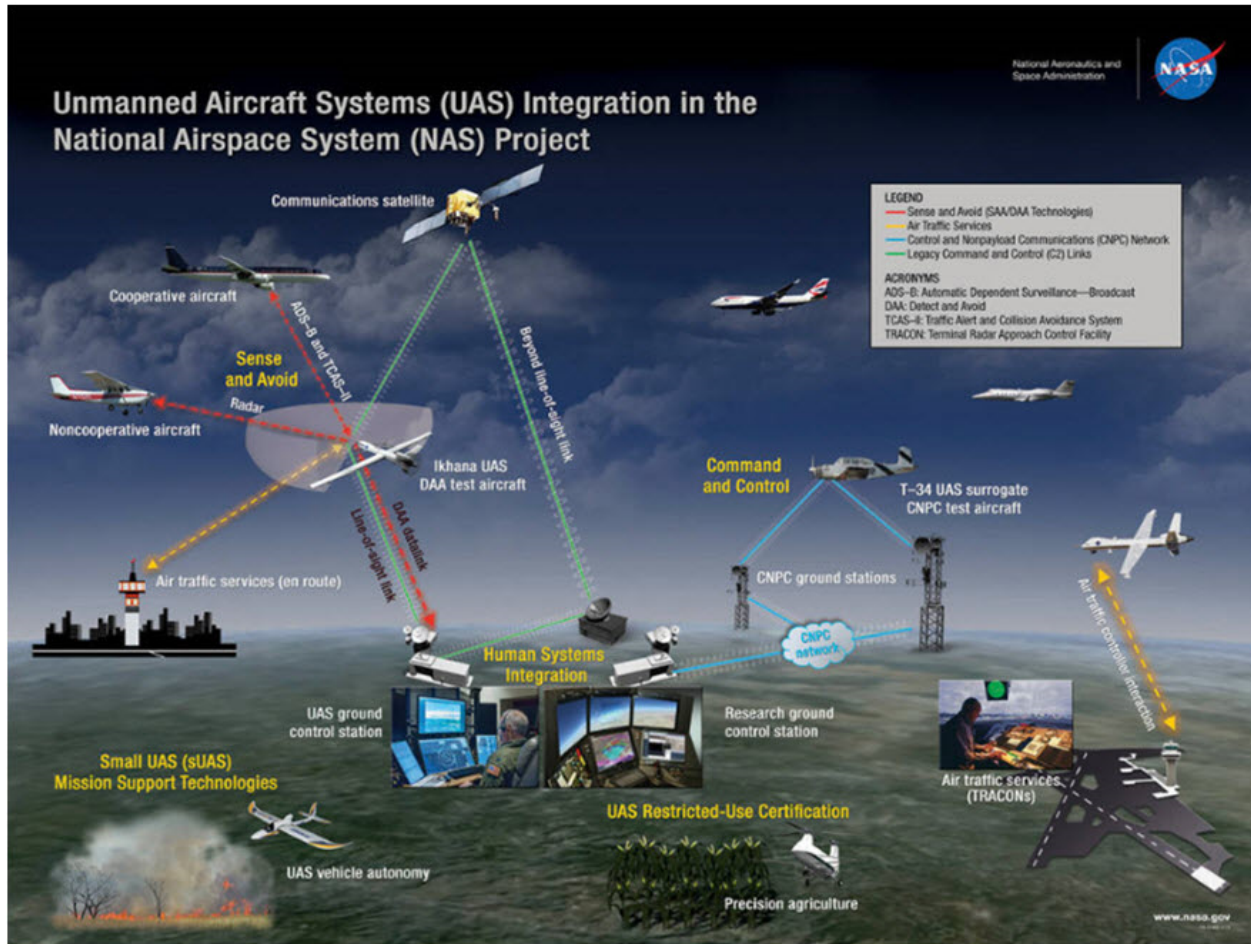 National Aeronautics and
Space Administration
NASA
Unmanned Aircraft Systems (UAS) Integration in the
National Airspace System (NAS) Project
Communications satellite
LEGEND
Sense and Avoid (SAA/DAA Technologies)
Air Traffic Services
Control and Nonpayload Communications (CNPC) Network
Legacy Command and Control (C2) Links
ACRONYMS
ADS–B: Automatic Dependent Surveillance—Broadcast
DAA: Detect and Avoid
TCAS–II: Traffic Alert and Collision Avoidance System
TRACON: Terminal Radar Approach Control Facility
Cooperative aircraft
ADS–B and TCAS–II
Sense
and Avoid
Radar
Noncooperative aircraft
Beyond line-of-sight link
Ikhana UAS
DAA test aircraft
Command
and Control
T–34 UAS surrogate
CNPC test aircraft
DAA datalink
Line-of-sight link
Air traffic services (en route)
CNPC ground stations
CNPC
network
Air traffic controller interaction
Human Systems
Integration
UAS ground
control station
Research ground
control station
Air traffic services
(TRACONs)
Small UAS (sUAS)
Mission Support Technologies
UAS vehicle autonomy
UAS Restricted-Use Certification
Precision agriculture
www.nasa.gov